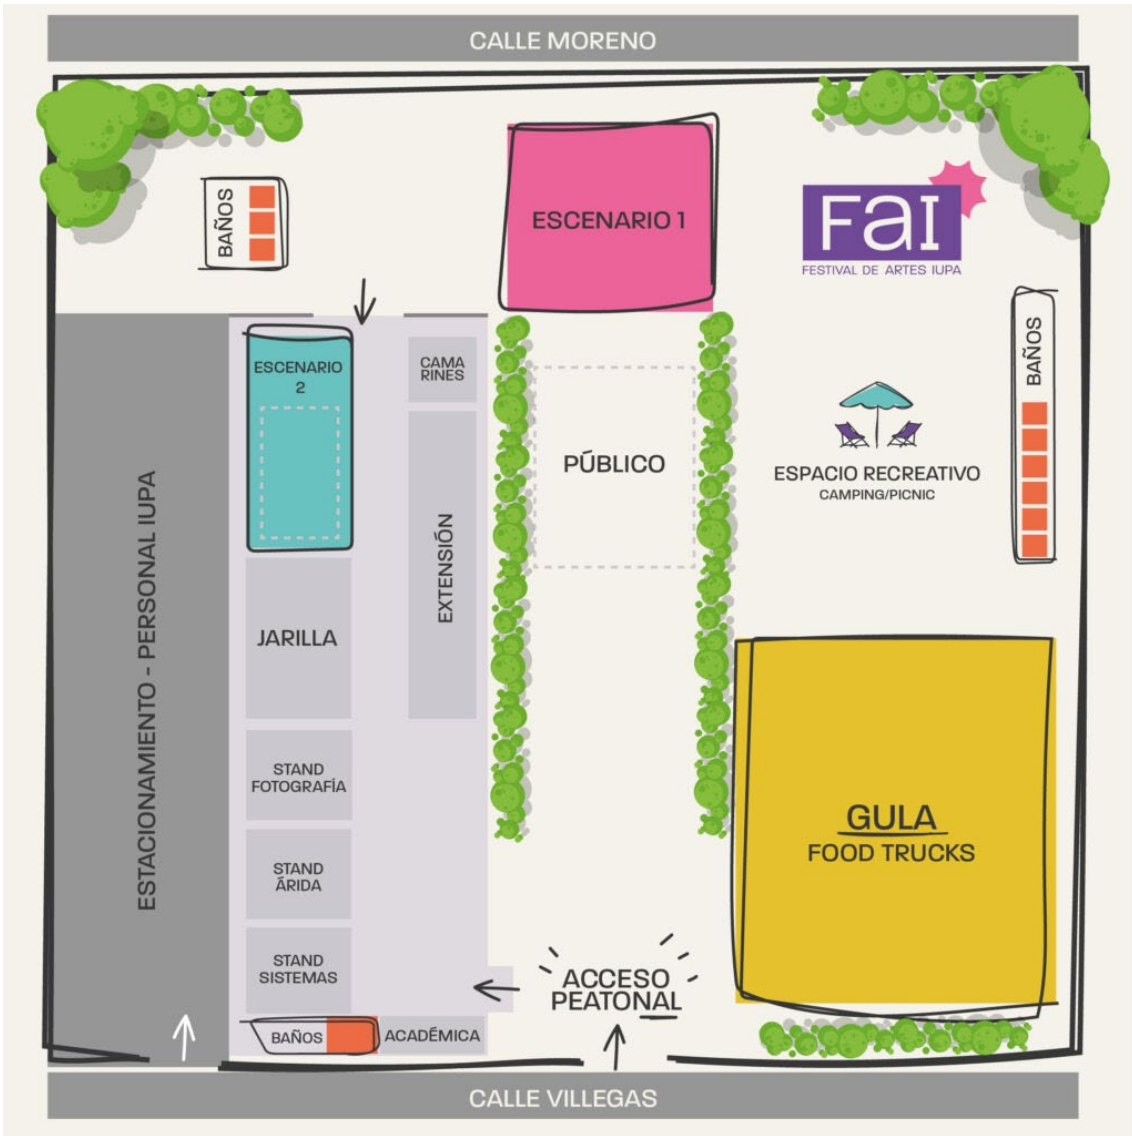 CALLE MORENO
BAÑOS
ESCENARIO 1
FaI
FESTIVAL DE ARTES IUPA
ESCENARIO
2
CAMA
RINES
BAÑOS
PÚBLICO
ESPACIO RECREATIVO
CAMPING/PICNIC
ESTACIONAMIENTO - PERSONAL IUPA
EXTENSIÓN
JARILLA
STAND
FOTOGRAFÍA
GULA
FOOD TRUCKS
STAND
ÁRIDA
STAND
SISTEMAS
ACCESO
PEATONAL
BAÑOS
ACADÉMICA
CALLE VILLEGAS